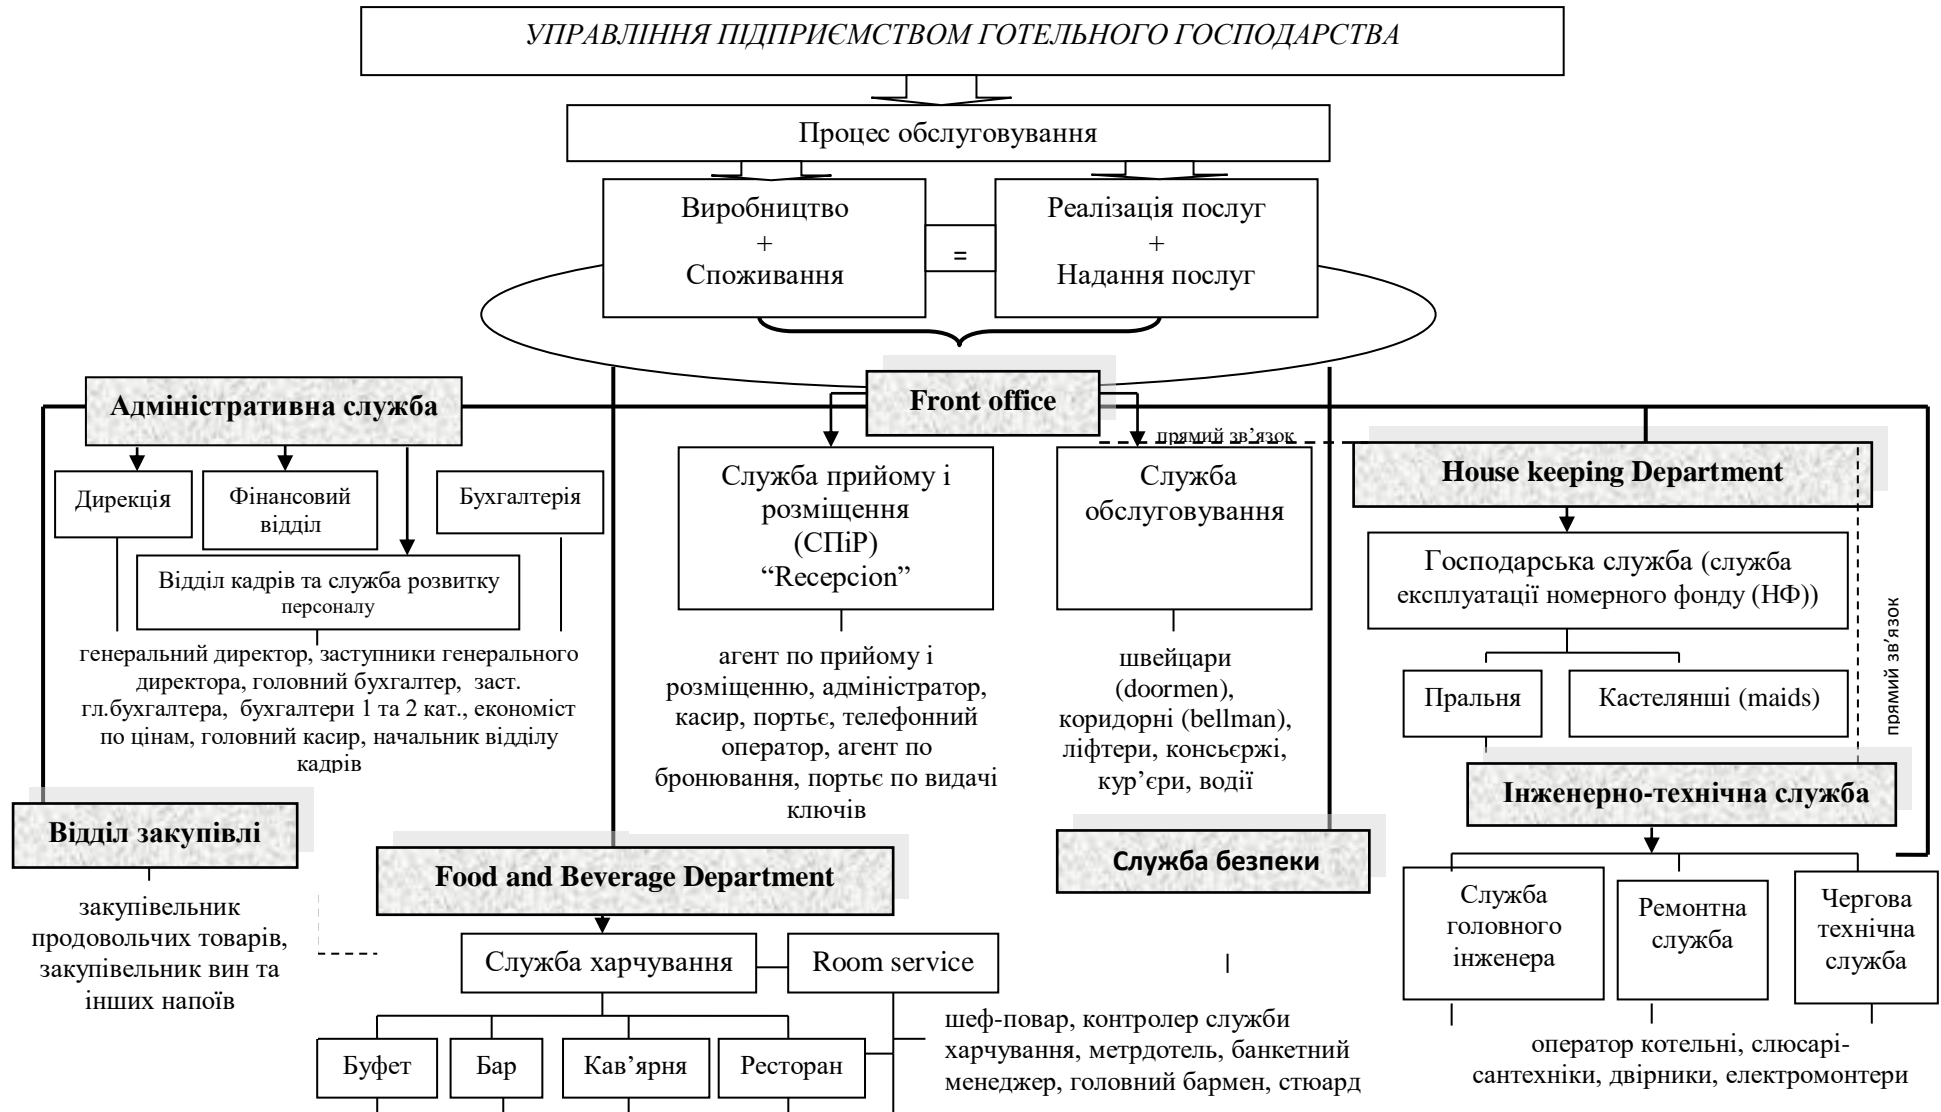 УПРАВЛІННЯ ПІДПРИЄМСТВОМ ГОТЕЛЬНОГО ГОСПОДАРСТВА
Процес обслуговування
Виробництво
+
Споживання
=
Реалізація послуг
+
Надання послуг
Адміністративна служба
Front office
прямий зв’язок
House keeping Department
Дирекція
Фінансовий
відділ
Бухгалтерія
Відділ кадрів та служба розвитку
персоналу
генеральний директор, заступники генерального
директора, головний бухгалтер, заст.
гл.бухгалтера, бухгалтери 1 та 2 кат., економіст
по цінам, головний касир, начальник відділу
кадрів
Служба прийому і
розміщення
(СПіР)
“Recepcion”
агент по прийому і
розміщенню, адміністратор,
касир, портьє, телефонний
оператор, агент по
бронювання, портьє по видачі
ключів
Служба
обслуговування
швейцари
(doormen),
коридорні (bellman),
ліфтери, консьєржі,
кур’єри, водії
Господарська служба (служба
експлуатації номерного фонду (НФ))
прямий зв’язок
Пральня
Кастелянші (maids)
Інженерно-технічна служба
Відділ закупівлі
закупівельник
продовольчих товарів,
закупівельник вин та
інших напоїв
Food and Beverage Department
Служба безпеки
Служба харчування
Room service
Буфет
Бар
Кав’ярня
Ресторан
шеф-повар, контролер служби
харчування, метрдотель, банкетний
менеджер, головний бармен, стюард
Служба
головного
інженера
Ремонтна
служба
Чергова
технічна
служба
оператор котельні, слюсарі-
сантехніки, двірники, електромонтери